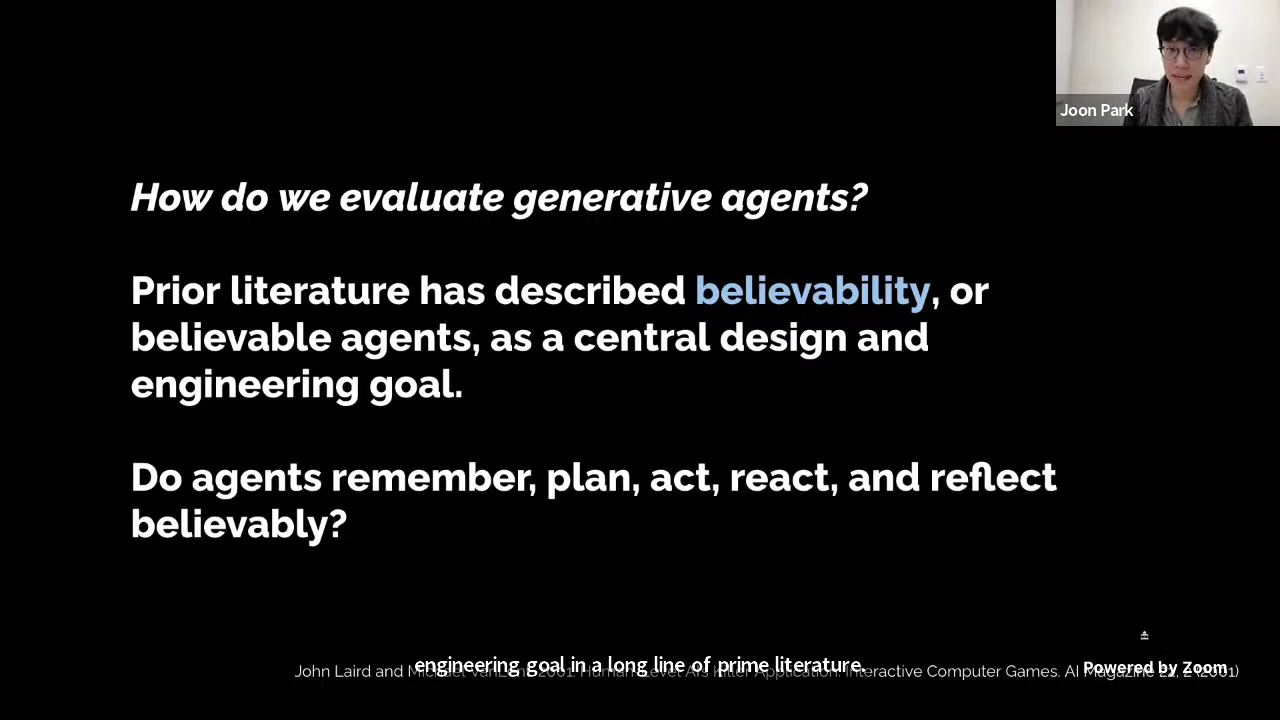 Joon Park
How do we evaluate generative agents?
Prior literature has described believability, or
believable agents, as a central design and
engineering goal.
Do agents remember, plan, act, react, and reflect
believably?
engineering goal in a long line of prime literature.
John Laird and Michael VanLent. 2001. Human-Level AI's Killer Application: Interactive Computer Games. AI Magazine 22, 2 (2001)
Powered by Zoom